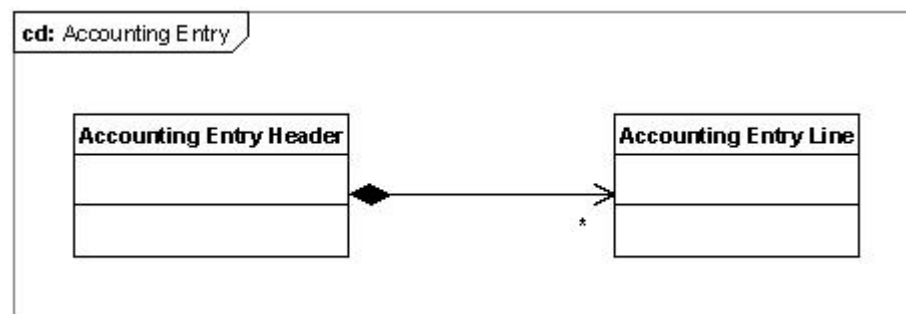 cd: Accounting Entry
Accounting Entry Header
Accounting Entry Line
*